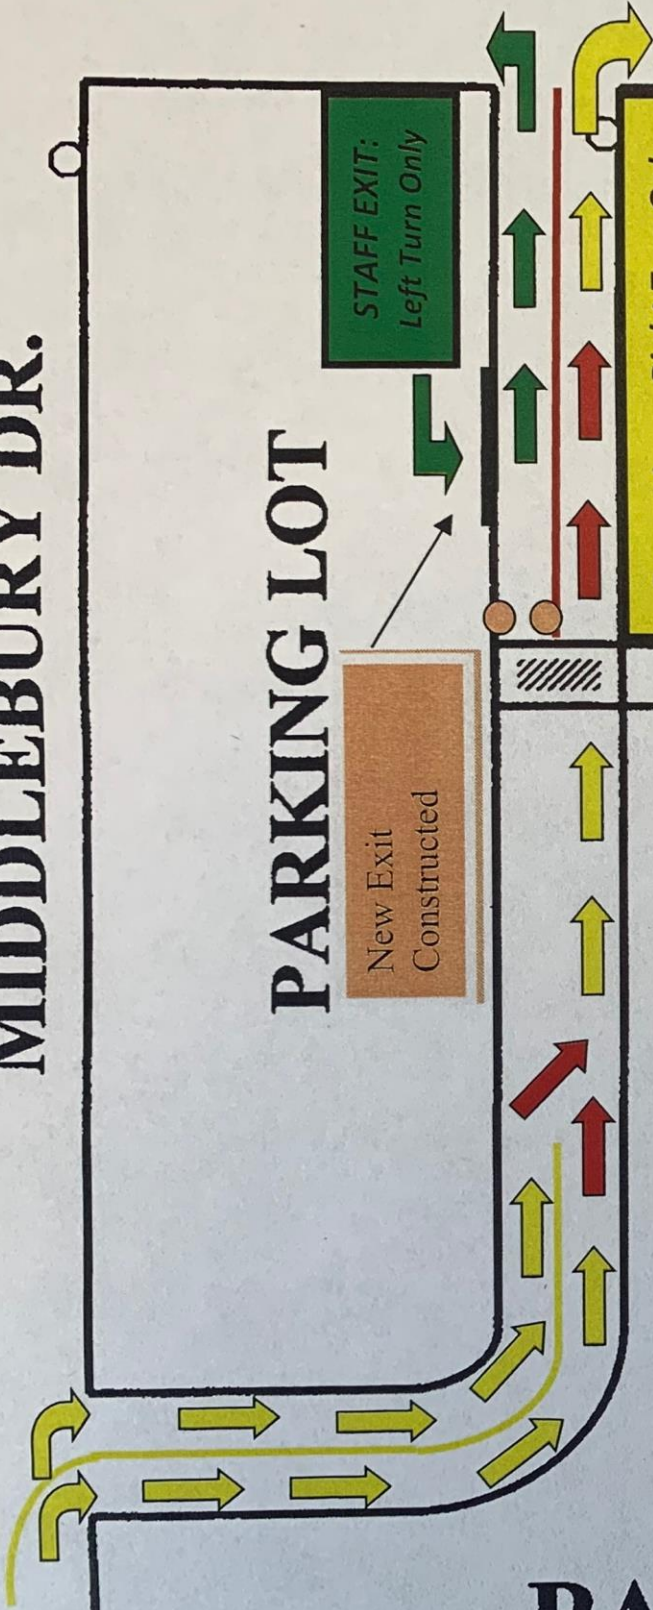 MIDDLEBURY DR.
PARKING LOT
STAFF EXIT:
Left Turn Only
New Exit
Constructed